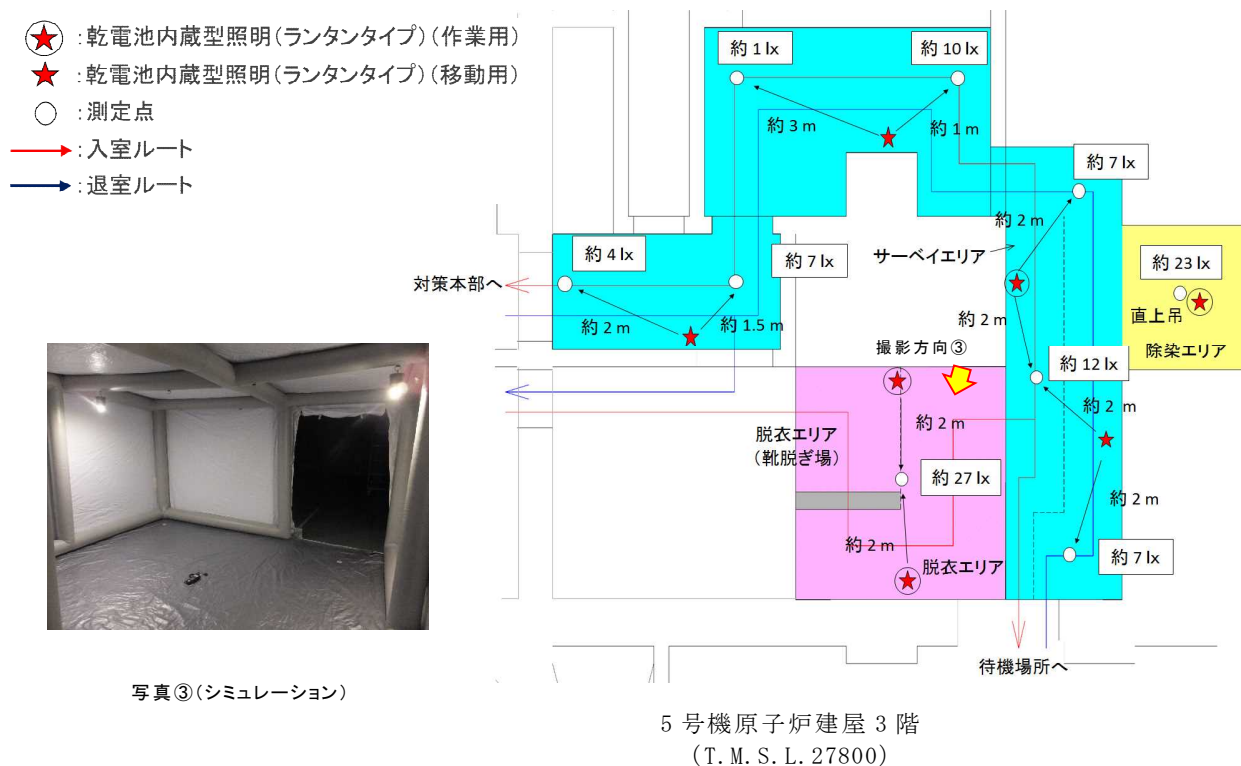 :乾電池内蔵型照明(ランタンタイプ)(作業用)
:乾電池内蔵型照明(ランタンタイプ)(移動用)
:測定点
:入室ルート
:退室ルート
約 1 lx
約 10 lx
約 3 m
約 1 m
約 7 lx
約 2 m
サーベイエリア
約 4 lx
約 7 lx
約 23 lx
対策本部へ
直上吊
約 2 m
約 1.5 m
約 2 m
除染エリア
撮影方向③
約 12 lx
約 2 m
約 2 m
脱衣エリア
(靴脱ぎ場)
約 27 lx
約 2 m
約 2 m
脱衣エリア
約 7 lx
待機場所へ
写真③(シミュレーション)
5 号機原子炉建屋 3 階
(T.M.S.L.27800)